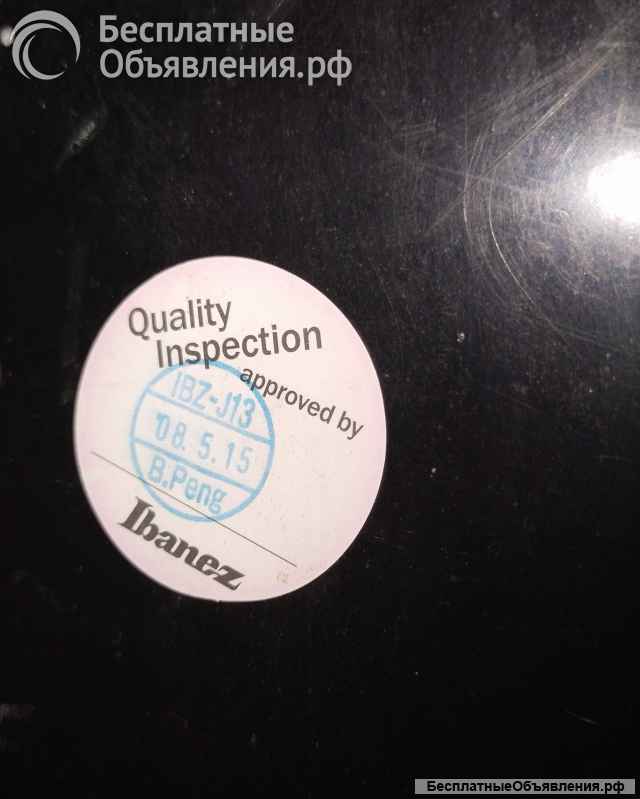 Бесплатные
Объявления.рф
Quality
Inspection
approved by
IBZ-J13
'08. 5. 15
B.Peng
Ibanez
БесплатныеОбъявления.рф